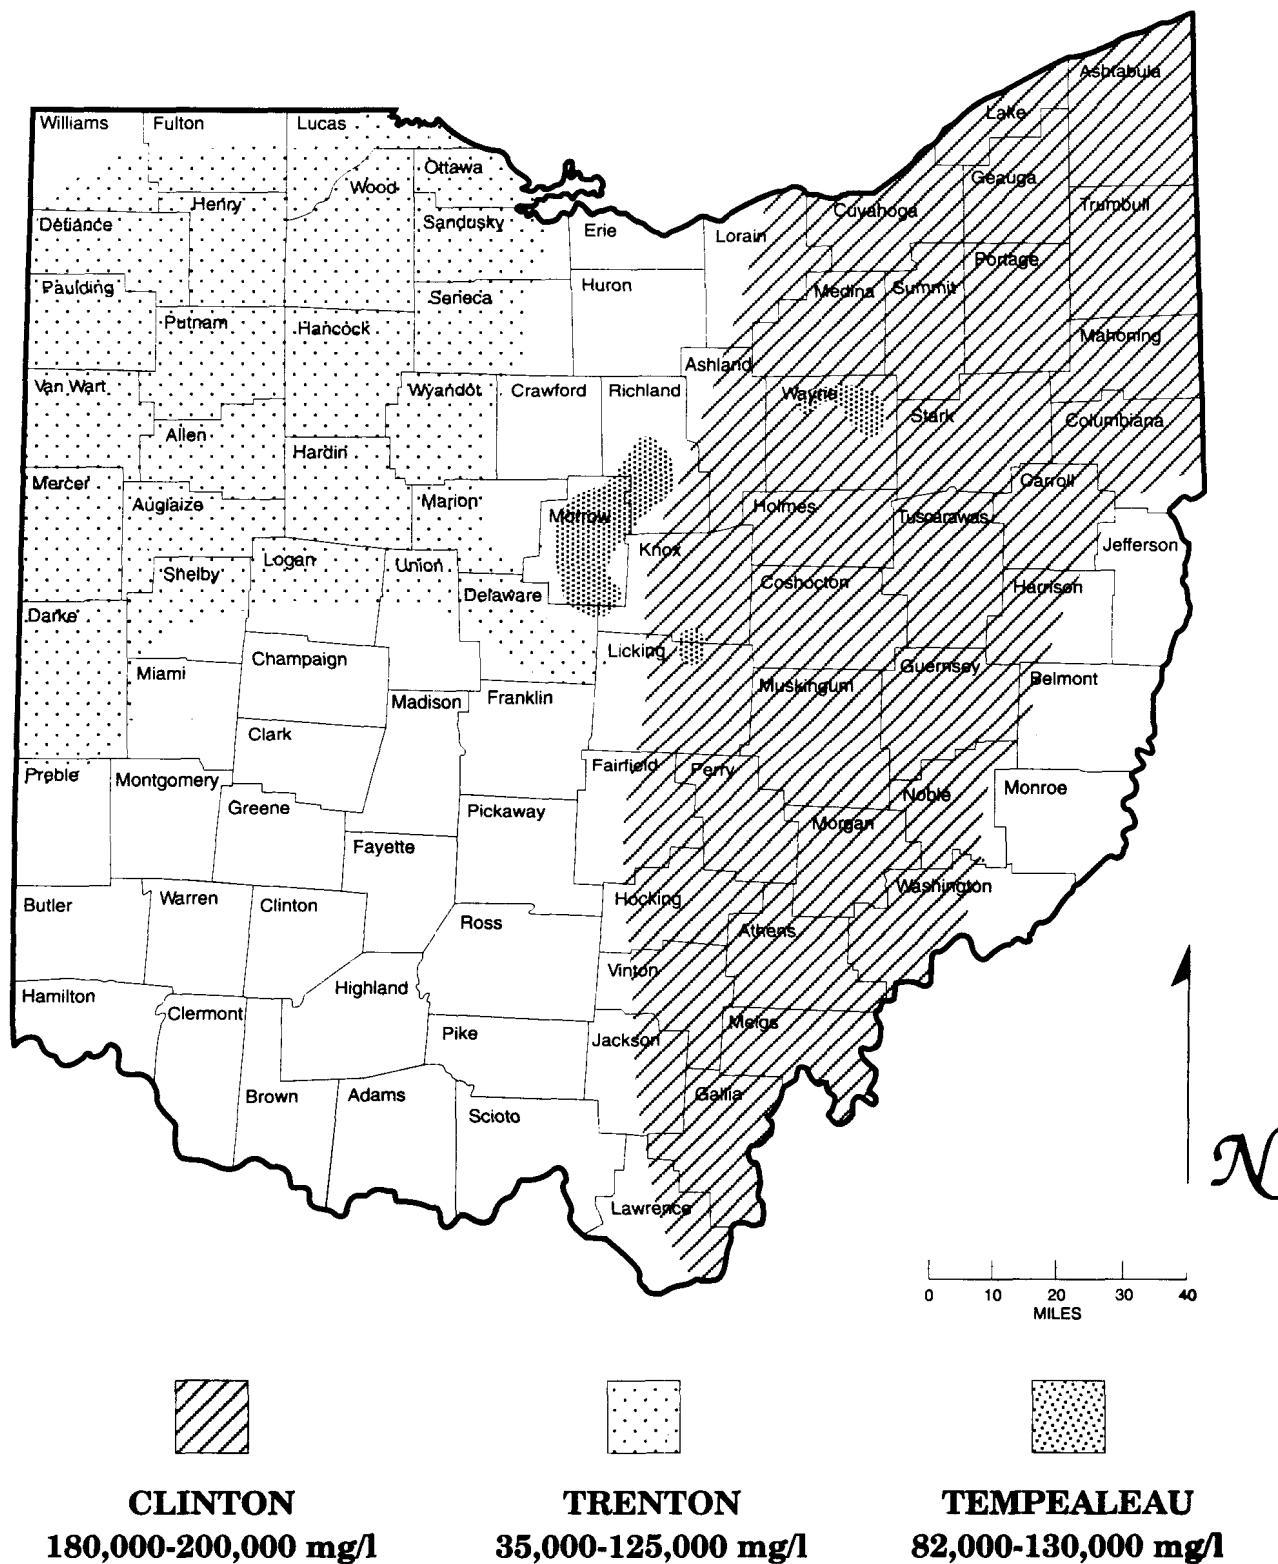 Ashtabula
Lake
Williams
Fulton
Lucas
Ottawa
Geauga
Wood
Henry
Cuyahoga
Trumbull
Defiance
Sandusky
Erie
Lorain
Portage
Paulding
Seneca
Huron
Medina
Summit
Putnam
Hancock
Mahoning
Ashland
Van Wart
Wyandot
Crawford
Richland
Wayne
Stark
Columbiana
Allen
Hardin
Mercer
Carroll
Auglaize
Marion
Morrow
Holmes
Tuscarawas
Knox
Jefferson
Logan
Union
Shelby
Coshocton
Harrison
Delaware
Darke
Licking
Champaign
Guernsey
Miami
Belmont
Muskingum
Madison
Franklin
Clark
Fairfield
Perry
Preble
Montgomery
Monroe
Noble
Greene
Pickaway
Morgan
Fayette
Washington
Butler
Warren
Clinton
Hocking
Ross
Athens
Vinton
Hamilton
Highland
Clermont
Meigs
Pike
Jackson
Brown
Adams
Gallia
Scioto
Lawrence
N
0 10 20 30 40
MILES
CLINTON
180,000-200,000 mg/l
TRENTON
35,000-125,000 mg/l
TEMPEALEAU
82,000-130,000 mg/l